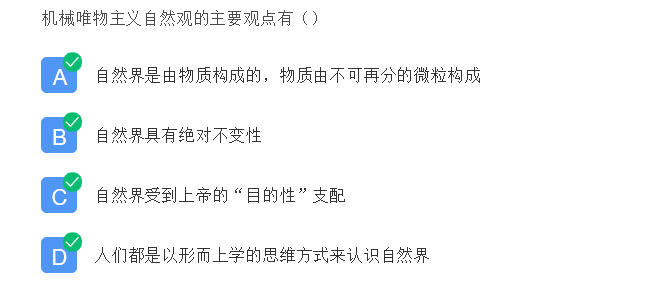 机械唯物主义自然观的主要观点有（）
A 自然界是由物质构成的，物质由不可再分的微粒构成
B 自然界具有绝对不变性
C 自然界受到上帝的“目的性”支配
D 人们都是以形而上学的思维方式来认识自然界